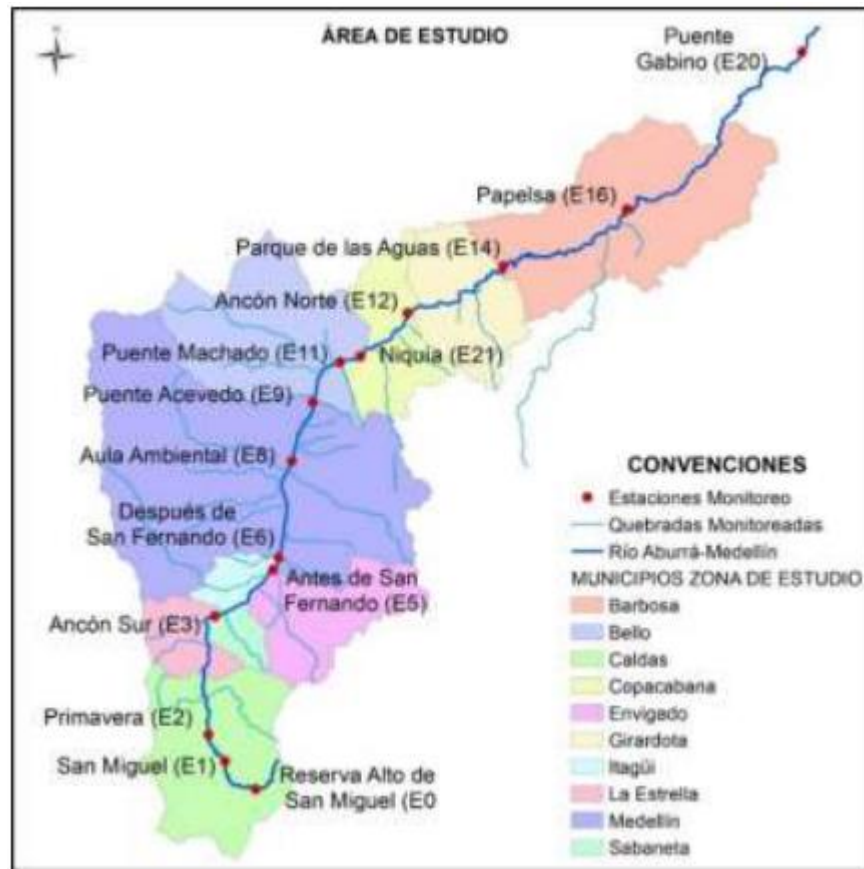 ÁREA DE ESTUDIO
Puente
Gabino (E20)
Papelsa (E16)
Parque de las Aguas (E14)
Ancón Norte (E12)
Puente Machado (E11)
Niquia (E21)
Puente Acevedo (E9)
Aula Ambiental (E8)
Después de
San Fernando (E6)
Antes de San
Fernando (E5)
Ancón Sur (E3)
Primavera (E2)
San Miguel (E1)
Reserva Alto de
San Miguel (E0
CONVENCIONES
Estaciones Monitoreo
Quebradas Monitoreadas
Río Aburrá-Medellín
MUNICIPIOS ZONA DE ESTUDIO
Barbosa
Bello
Caldas
Copacabana
Envigado
Girardota
Itagüi
La Estrella
Medellín
Sabaneta